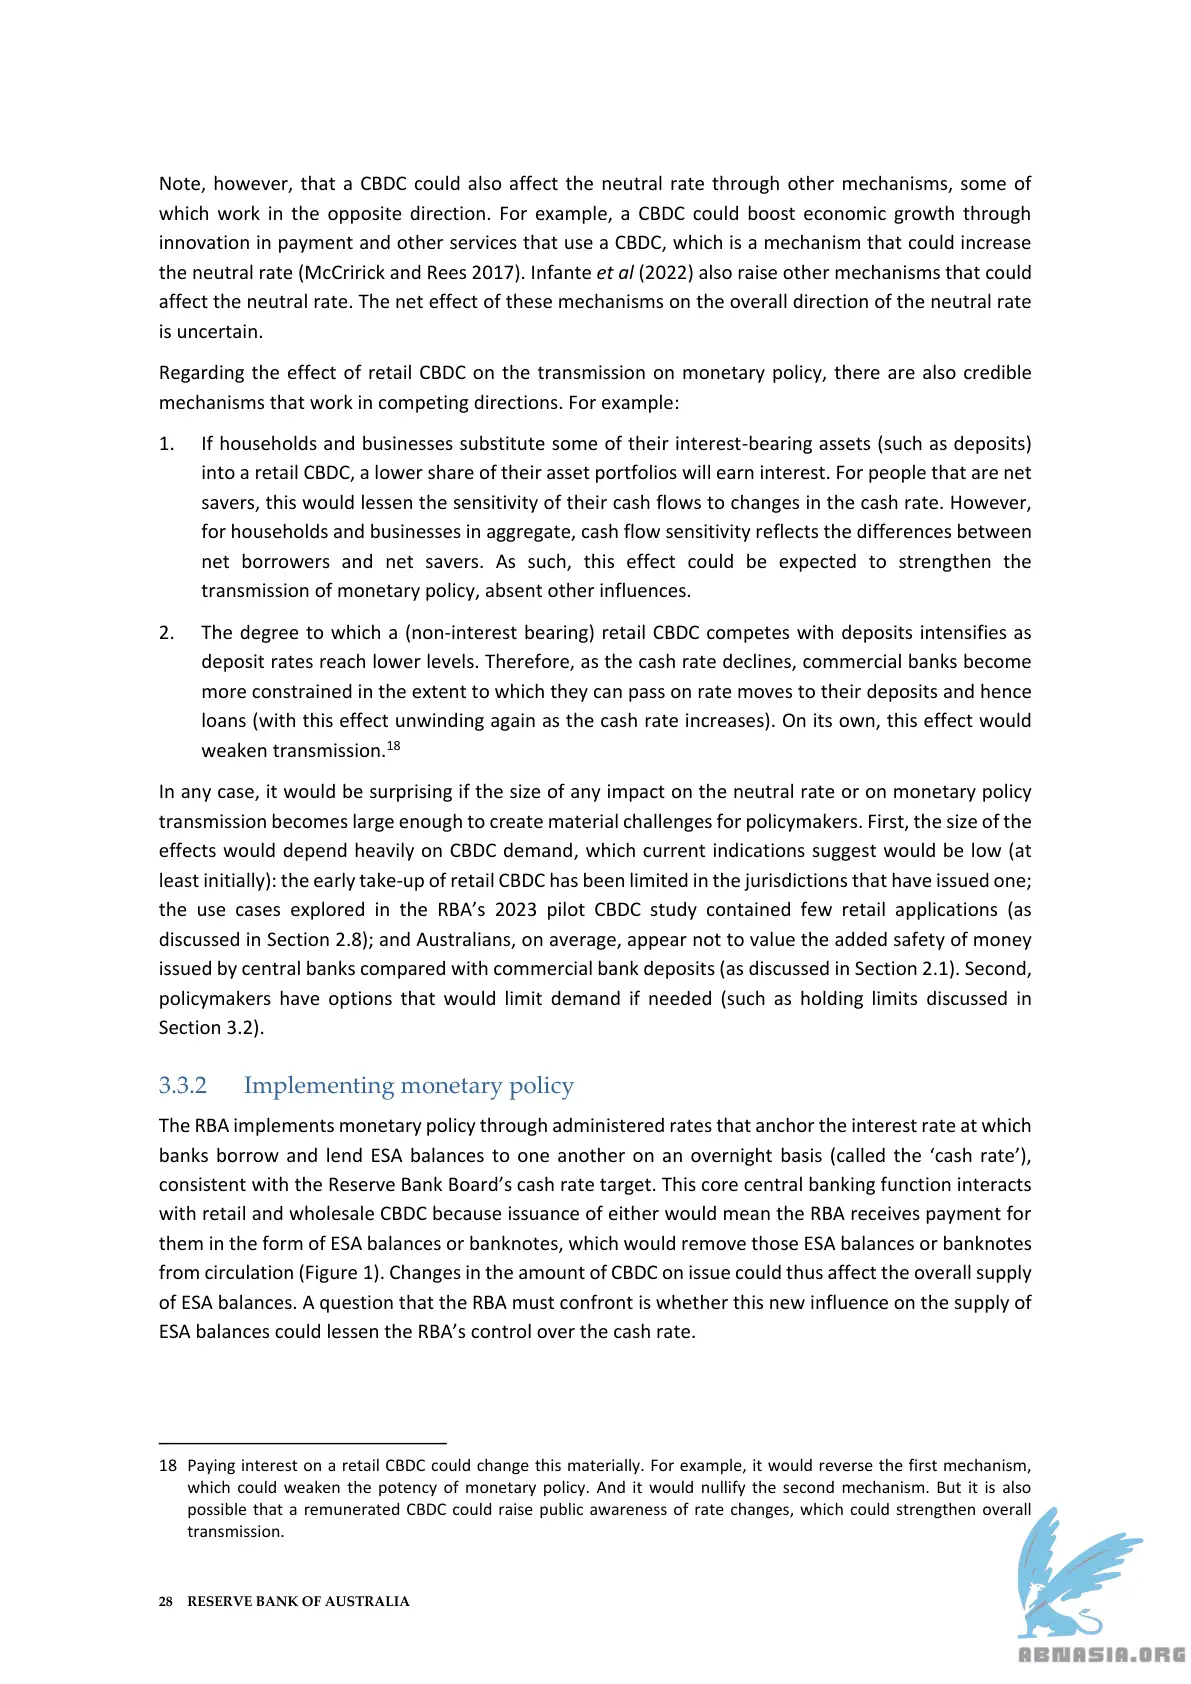 Note, however, that a CBDC could also affect the neutral rate through other mechanisms, some of
which work in the opposite direction. For example, a CBDC could boost economic growth through
innovation in payment and other services that use a CBDC, which is a mechanism that could increase
the neutral rate (McCririck and Rees 2017). Infante et al (2022) also raise other mechanisms that could
affect the neutral rate. The net effect of these mechanisms on the overall direction of the neutral rate
is uncertain.
Regarding the effect of retail CBDC on the transmission on monetary policy, there are also credible
mechanisms that work in competing directions. For example:
1. If households and businesses substitute some of their interest-bearing assets (such as deposits)
into a retail CBDC, a lower share of their asset portfolios will earn interest. For people that are net
savers, this would lessen the sensitivity of their cash flows to changes in the cash rate. However,
for households and businesses in aggregate, cash flow sensitivity reflects the differences between
net borrowers and net savers. As such, this effect could be expected to strengthen the
transmission of monetary policy, absent other influences.
2. The degree to which a (non-interest bearing) retail CBDC competes with deposits intensifies as
deposit rates reach lower levels. Therefore, as the cash rate declines, commercial banks become
more constrained in the extent to which they can pass on rate moves to their deposits and hence
loans (with this effect unwinding again as the cash rate increases). On its own, this effect would
weaken transmission.18
In any case, it would be surprising if the size of any impact on the neutral rate or on monetary policy
transmission becomes large enough to create material challenges for policymakers. First, the size of the
effects would depend heavily on CBDC demand, which current indications suggest would be low (at
least initially): the early take-up of retail CBDC has been limited in the jurisdictions that have issued one;
the use cases explored in the RBA’s 2023 pilot CBDC study contained few retail applications (as
discussed in Section 2.8); and Australians, on average, appear not to value the added safety of money
issued by central banks compared with commercial bank deposits (as discussed in Section 2.1). Second,
policymakers have options that would limit demand if needed (such as holding limits discussed in
Section 3.2).
3.3.2 Implementing monetary policy
The RBA implements monetary policy through administered rates that anchor the interest rate at which
banks borrow and lend ESA balances to one another on an overnight basis (called the ‘cash rate’),
consistent with the Reserve Bank Board’s cash rate target. This core central banking function interacts
with retail and wholesale CBDC because issuance of either would mean the RBA receives payment for
them in the form of ESA balances or banknotes, which would remove those ESA balances or banknotes
from circulation (Figure 1). Changes in the amount of CBDC on issue could thus affect the overall supply
of ESA balances. A question that the RBA must confront is whether this new influence on the supply of
ESA balances could lessen the RBA’s control over the cash rate.
18 Paying interest on a retail CBDC could change this materially. For example, it would reverse the first mechanism,
which could weaken the potency of monetary policy. And it would nullify the second mechanism. But it is also
possible that a remunerated CBDC could raise public awareness of rate changes, which could strengthen overall
transmission.
28 RESERVE BANK OF AUSTRALIA
ABNASIA.ORG